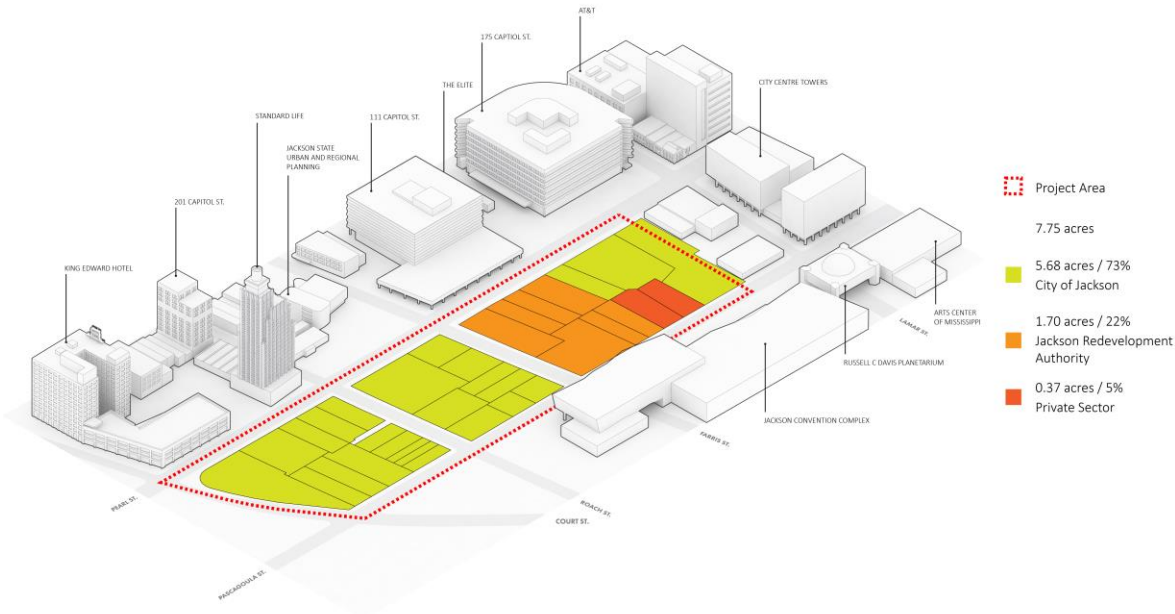 AT&T
175 CAPTIOL ST.
CITY CENTRE TOWERS
THE ELITE
111 CAPITOL ST.
STANDARD LIFE
JACKSON STATE
URBAN AND REGIONAL
PLANNING
201 CAPITOL ST.
KING EDWARD HOTEL
Project Area
7.75 acres
5.68 acres / 73%
City of Jackson
1.70 acres / 22%
Jackson Redevelopment
Authority
0.37 acres / 5%
Private Sector
ARTS CENTER
OF MISSISSIPPI
LAMAR ST.
RUSSELL C DAVIS PLANETARIUM
JACKSON CONVENTION COMPLEX
FARRIS ST.
ROACH ST.
COURT ST.
PEARL ST.
PASCAGOULA ST.